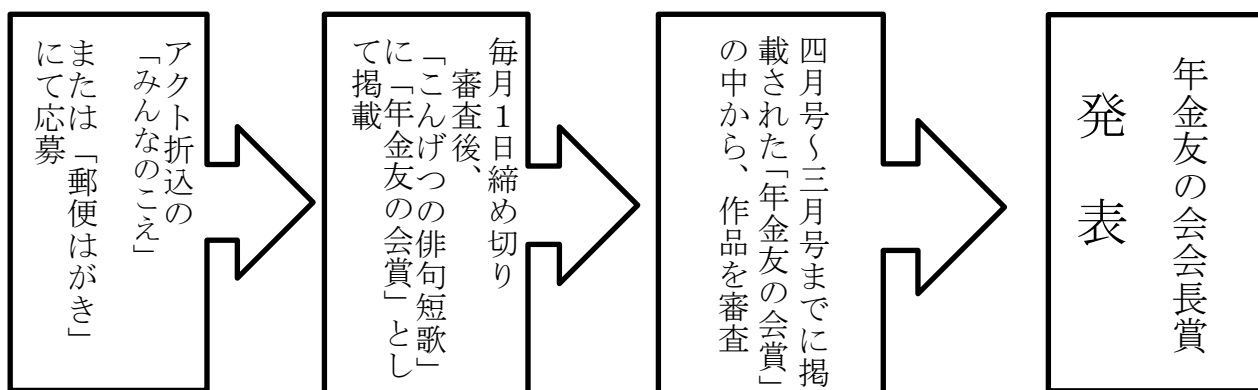 アクト折込の
「みんなのこえ」
または「郵便はがき」
にて応募
毎月１日締め切り
審査後、
「こんげつの俳句短歌」
に「年金友の会賞」とし
て掲載
四月号～三月号までに掲
載された「年金友の会賞」
の中から、作品を審査
年金友の会会長賞
発表